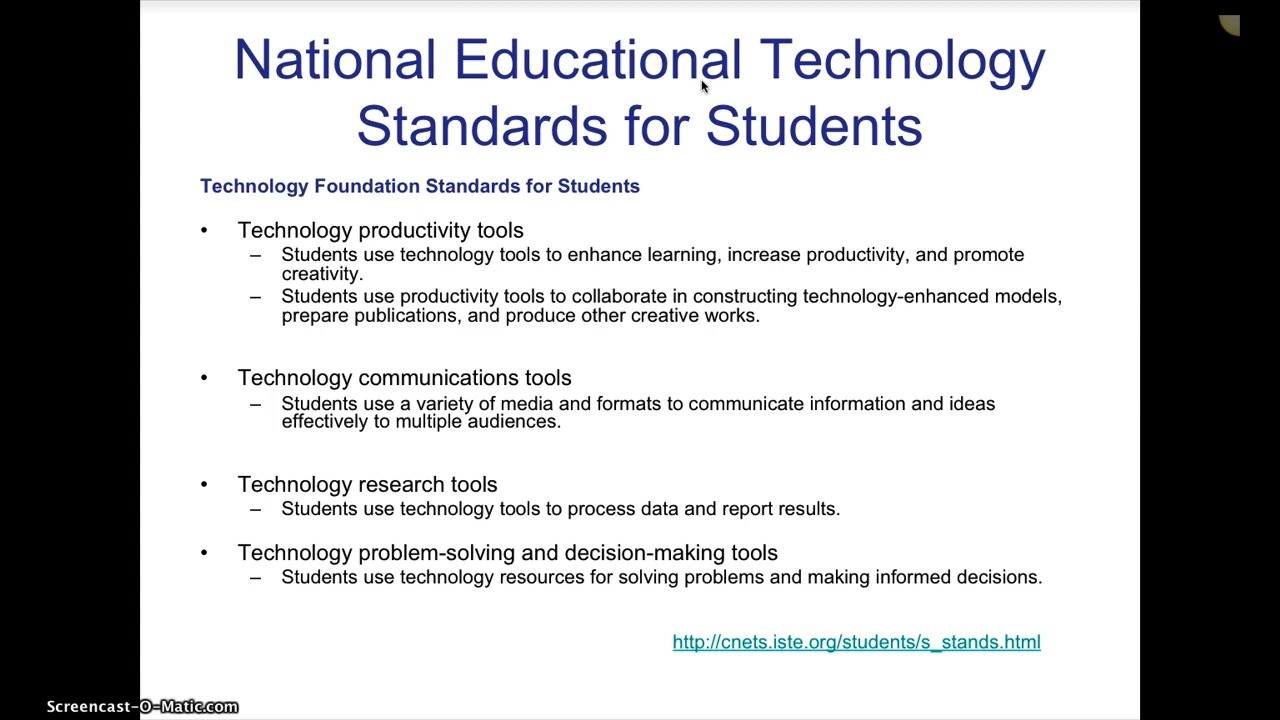 National Educational Technology
Standards for Students
Technology Foundation Standards for Students
• Technology productivity tools
– Students use technology tools to enhance learning, increase productivity, and promote
creativity.
– Students use productivity tools to collaborate in constructing technology-enhanced models,
prepare publications, and produce other creative works.
• Technology communications tools
– Students use a variety of media and formats to communicate information and ideas
effectively to multiple audiences.
• Technology research tools
– Students use technology tools to process data and report results.
• Technology problem-solving and decision-making tools
– Students use technology resources for solving problems and making informed decisions.
http://cnets.iste.org/students/s_stands.html
Screencast-O-Matic.com